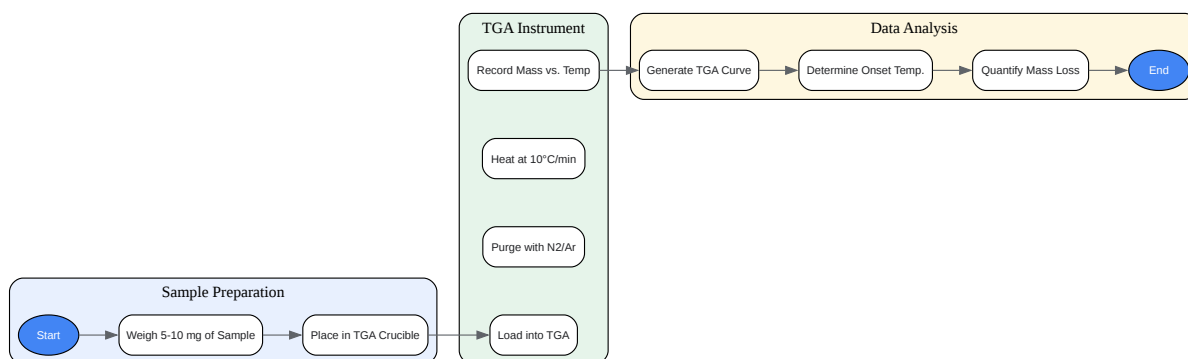 TGA Instrument
Data Analysis
Record Mass vs. Temp
Generate TGA Curve
Determine Onset Temp.
Quantify Mass Loss
End
Heat at 10°C/min
Purge with N2/Ar
Sample Preparation
Start
Weigh 5-10 mg of Sample
Place in TGA Crucible
Load into TGA